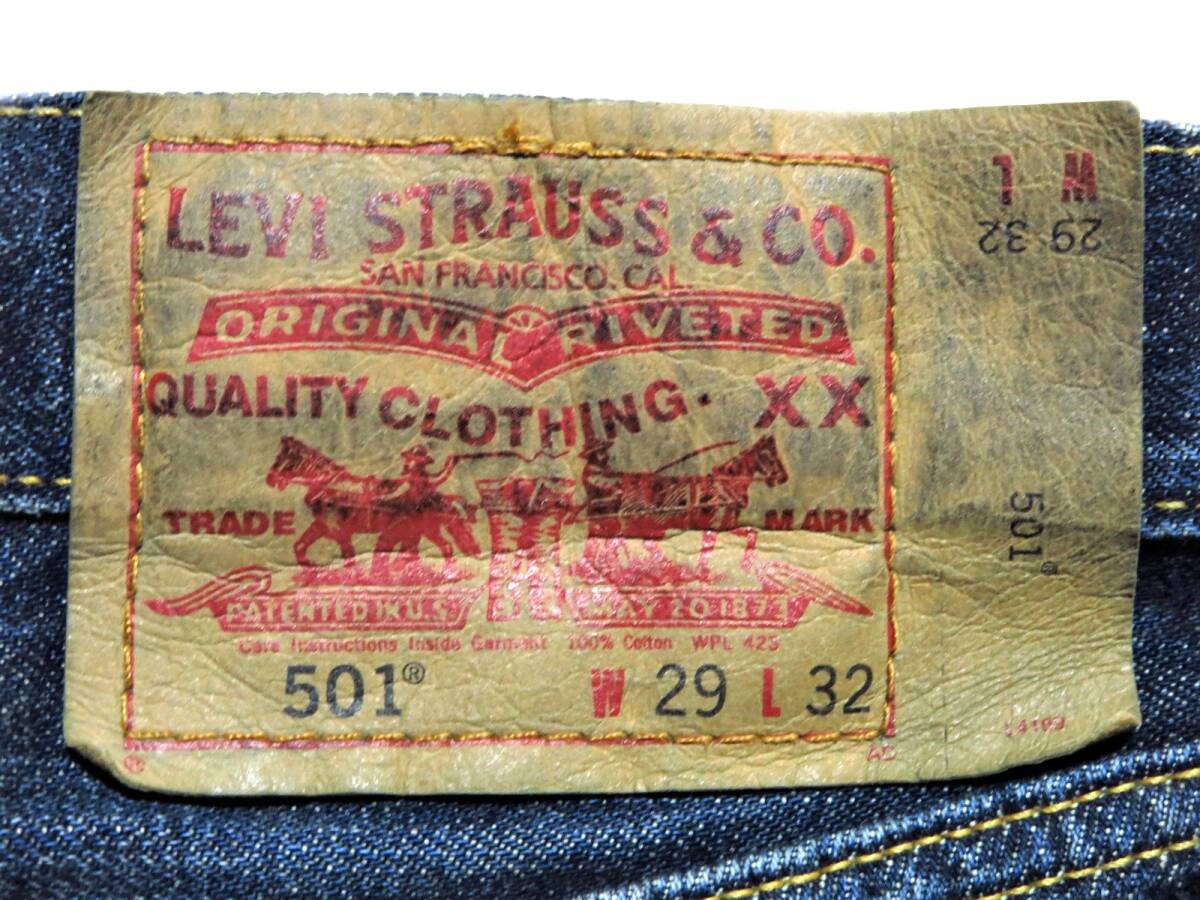 LEVI STRAUSS & CO.
SAN FRANCISCO. CAL.
ORIGINAL RIVETED
QUALITY CLOTHING. XX
TRADE MARK
PATENTED IN U.S. MAY 20 1873
Care Instructions Inside Garment 100% Cotton WPL 423
501® W 29 L 32
W L
29 32
501®